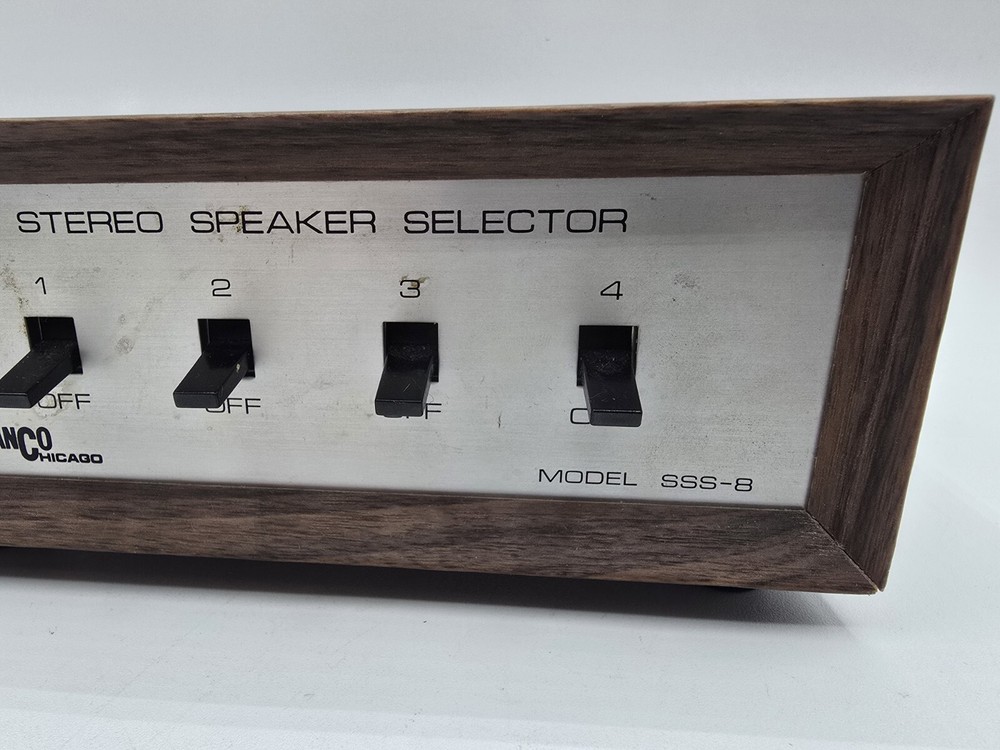 STEREO SPEAKER SELECTOR
1 2 3 4
OFF OFF
CHICAGO
MODEL SSS-8